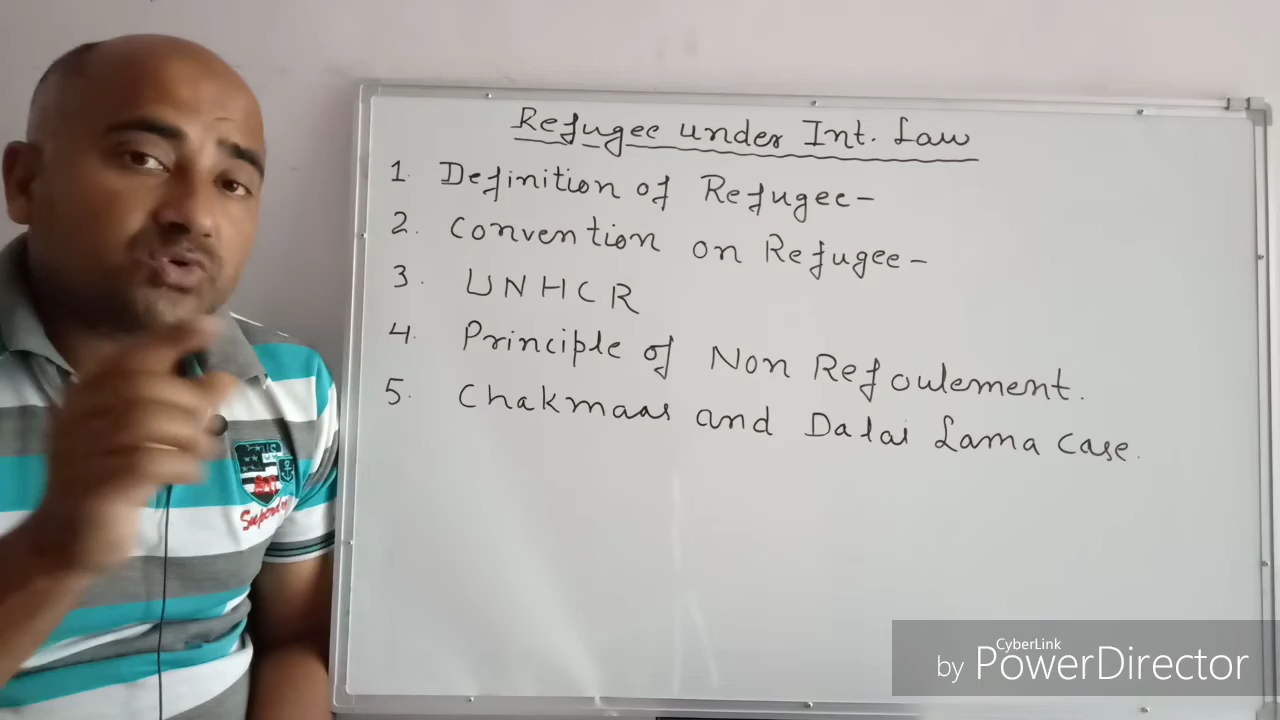 Refugee under Int. Law
1. Definition of Refugee-
2. Convention on Refugee-
3. UNHCR
4. Principle of Non Refoulement.
5. Chakmaas and Dalai Lama case.
CyberLink
by PowerDirector